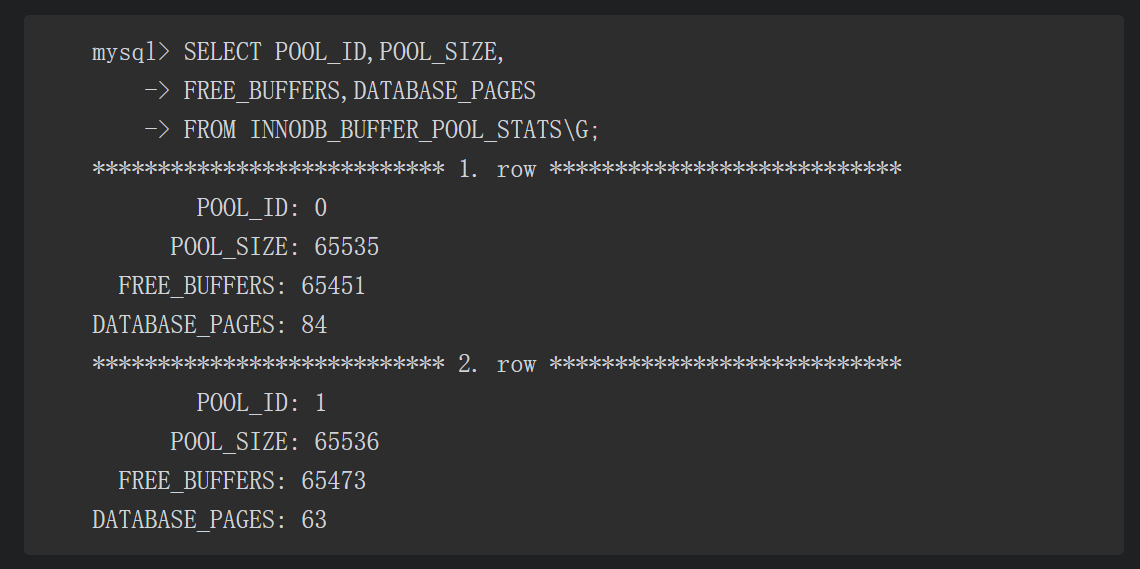 mysql> SELECT POOL_ID,POOL_SIZE,
    -> FREE_BUFFERS,DATABASE_PAGES
    -> FROM INNODB_BUFFER_POOL_STATS\G;
*************************** 1. row ***************************
        POOL_ID: 0
      POOL_SIZE: 65535
  FREE_BUFFERS: 65451
DATABASE_PAGES: 84
*************************** 2. row ***************************
        POOL_ID: 1
      POOL_SIZE: 65536
  FREE_BUFFERS: 65473
DATABASE_PAGES: 63